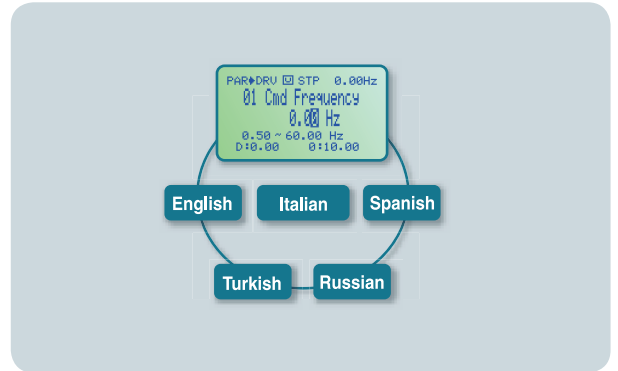 PAR➧DRV U STP 0.00Hz
01 Cmd Frequency
0.00 Hz
0.50 ~ 60.00 Hz
D:0.00 0:10.00
English Italian Spanish
Turkish Russian